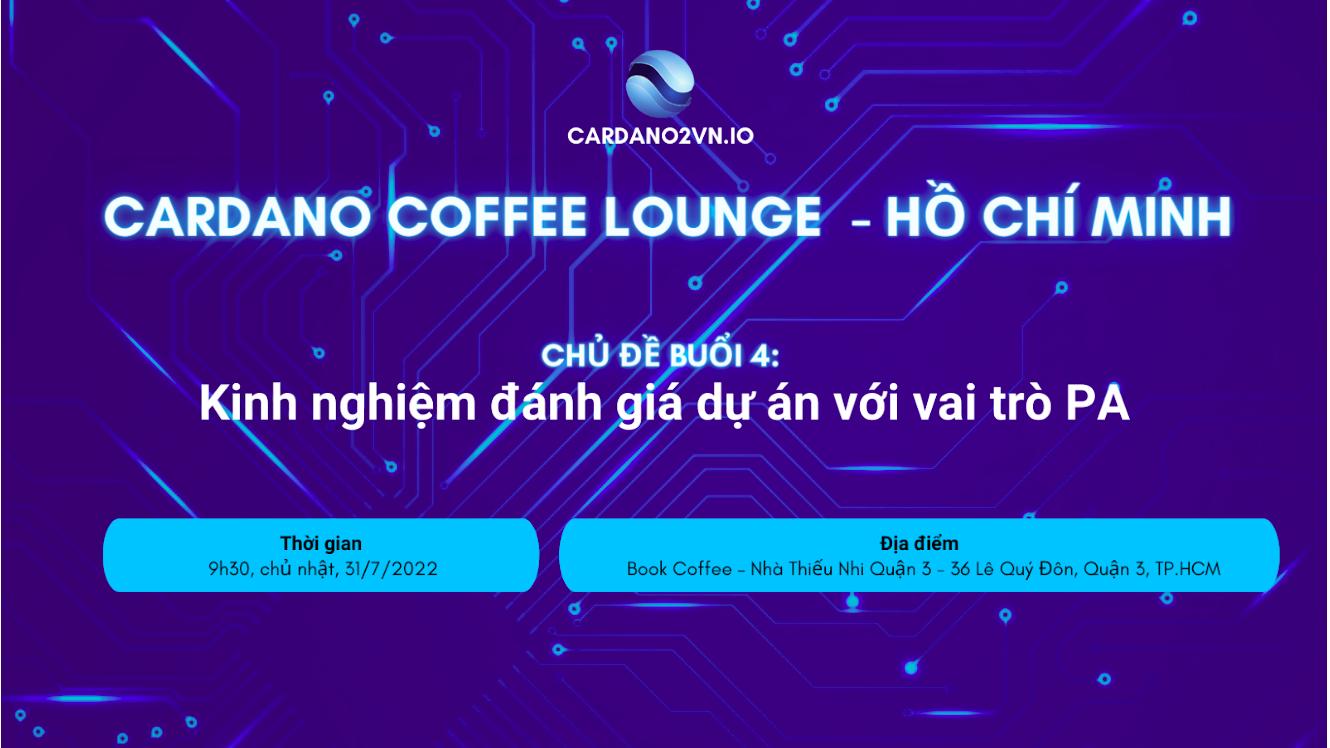 CARDANO2VN.IO
CARDANO COFFEE LOUNGE - HỒ CHÍ MINH
CHỦ ĐỀ BUỔI 4:
Kinh nghiệm đánh giá dự án với vai trò PA
Thời gian
9h30, chủ nhật, 31/7/2022
Địa điểm
Book Coffee - Nhà Thiếu Nhi Quận 3 - 36 Lê Quý Đôn, Quận 3, TP.HCM